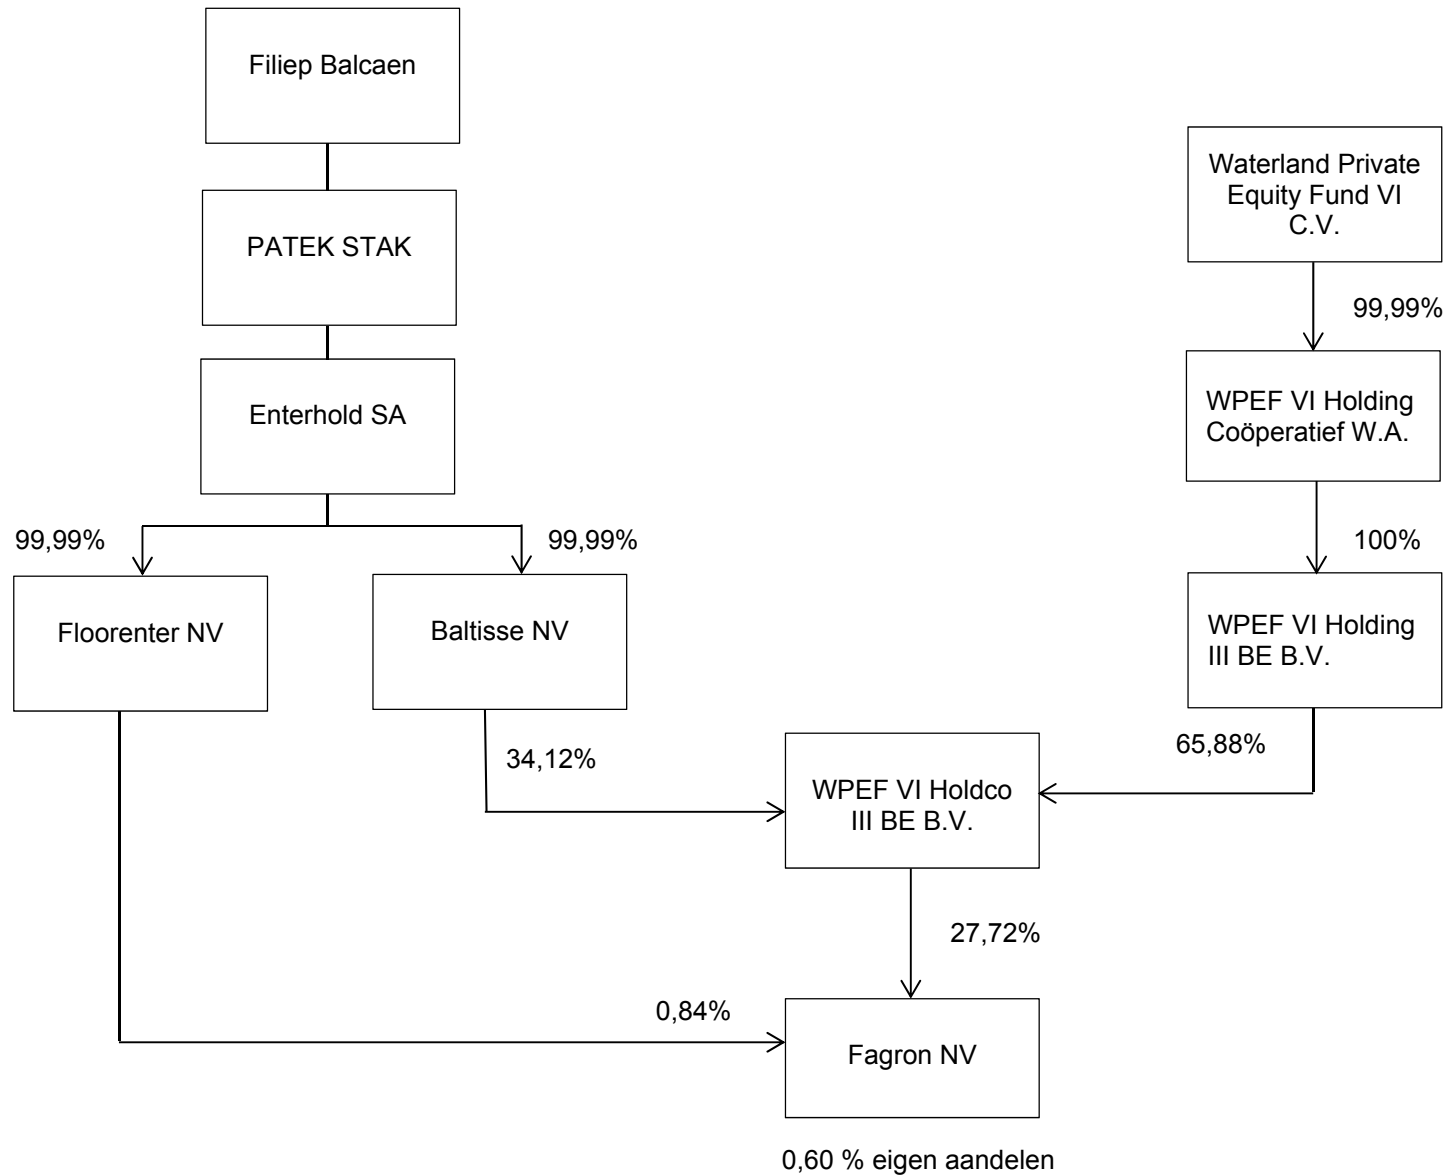 Filiep Balcaen
PATEK STAK
Enterhold SA
99,99%
99,99%
Floorenter NV
Baltisse NV
34,12%
Waterland Private
Equity Fund VI
C.V.
99,99%
WPEF VI Holding
Coöperatief W.A.
100%
WPEF VI Holding
III BE B.V.
65,88%
WPEF VI Holdco
III BE B.V.
27,72%
0,84%
Fagron NV
0,60 % eigen aandelen